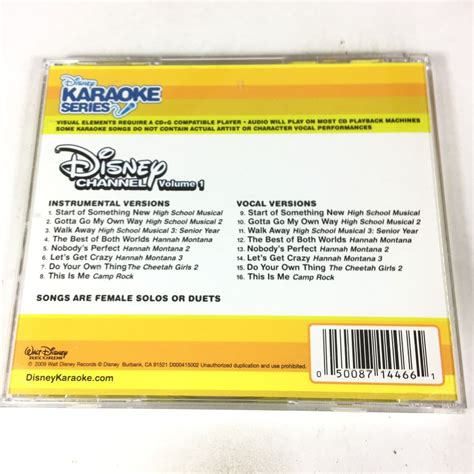 Disney
KARAOKE
SERIES
VISUAL ELEMENTS REQUIRE A CD+G COMPATIBLE PLAYER • AUDIO WILL PLAY ON MOST CD PLAYBACK MACHINES
SOME KARAOKE SONGS DO NOT CONTAIN ACTUAL ARTIST OR CHARACTER VOCAL PERFORMANCES
Disney
CHANNEL Volume 1
INSTRUMENTAL VERSIONS
1. Start of Something New High School Musical
2. Gotta Go My Own Way High School Musical 2
3. Walk Away High School Musical 3: Senior Year
4. The Best of Both Worlds Hannah Montana
5. Nobody's Perfect Hannah Montana 2
6. Let's Get Crazy Hannah Montana 3
7. Do Your Own Thing The Cheetah Girls 2
8. This Is Me Camp Rock
VOCAL VERSIONS
9. Start of Something New High School Musical
10. Gotta Go My Own Way High School Musical 2
11. Walk Away High School Musical 3: Senior Year
12. The Best of Both Worlds Hannah Montana
13. Nobody's Perfect Hannah Montana 2
14. Let's Get Crazy Hannah Montana 3
15. Do Your Own Thing The Cheetah Girls 2
16. This Is Me Camp Rock
SONGS ARE FEMALE SOLOS OR DUETS
Walt Disney
RECORDS
© 2009 Walt Disney Records © Disney Burbank, CA 81521 D000415002 Unauthorized duplication and use prohibited.
DisneyKaraoke.com
0 50087 14466 1